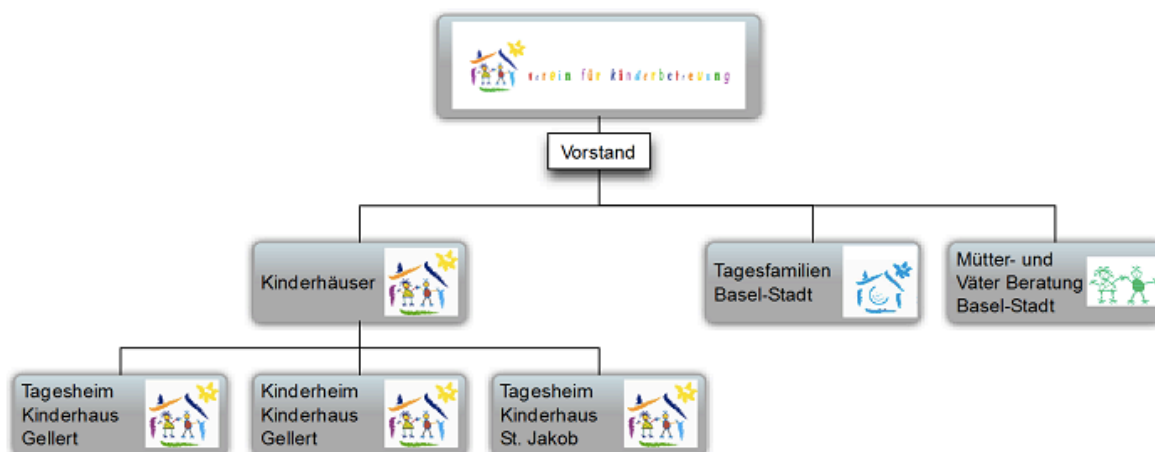 verein für kinderbetreuung
Vorstand
Kinderhäuser
Tagesfamilien
Basel-Stadt
Mütter- und
Väter Beratung
Basel-Stadt
Tagesheim
Kinderhaus
Gellert
Kinderheim
Kinderhaus
Gellert
Tagesheim
Kinderhaus
St. Jakob